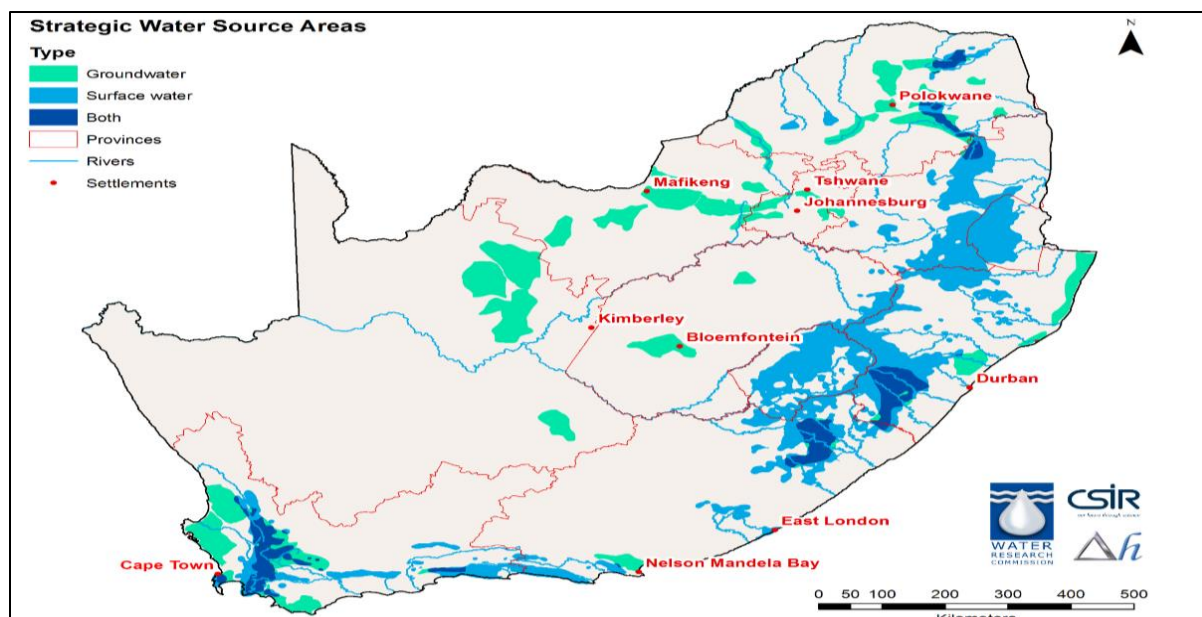 Strategic Water Source Areas
Type
Groundwater
Surface water
Both
Provinces
Rivers
Settlements
N
Polokwane
Mafikeng
Tshwane
Johannesburg
Kimberley
Bloemfontein
Durban
East London
Cape Town
Nelson Mandela Bay
WATER
RESEARCH
COMMISSION
CSIR
0 50 100 200 300 400 500
Kilometers